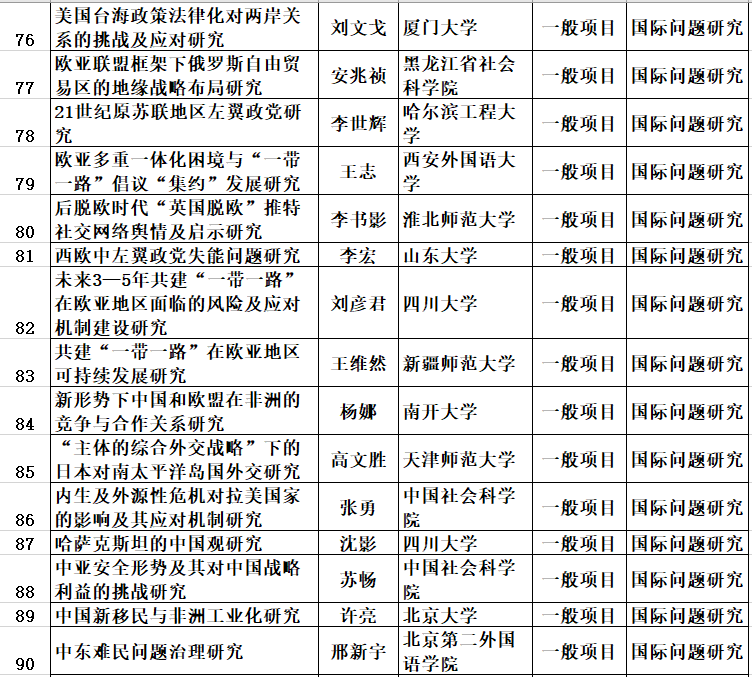 76 美国台海政策法律化对两岸关 刘文戈 厦门大学 一般项目 国际问题研究
系的挑战及应对研究
77 欧亚联盟框架下俄罗斯自由贸 安兆祯 黑龙江省社会 一般项目 国际问题研究
易区的地缘战略布局研究 科学院
78 21世纪原苏联地区左翼政党研 李世辉 哈尔滨工程大 一般项目 国际问题研究
究 学
79 欧亚多重一体化困境与“一带 王志 西安外国语大 一般项目 国际问题研究
一路”倡议“集约”发展研究 学
80 后脱欧时代“英国脱欧”推特 李书影 淮北师范大学 一般项目 国际问题研究
社交网络舆情及启示研究
81 西欧中左翼政党失能问题研究 李宏 山东大学 一般项目 国际问题研究
82 未来3—5年共建“一带一路” 刘彦君 四川大学 一般项目 国际问题研究
在欧亚地区面临的风险及应对
机制建设研究
83 共建“一带一路”在欧亚地区 王维然 新疆师范大学 一般项目 国际问题研究
可持续发展研究
84 新形势下中国和欧盟在非洲的 杨娜 南开大学 一般项目 国际问题研究
竞争与合作关系研究
85 “主体的综合外交战略”下的 高文胜 天津师范大学 一般项目 国际问题研究
日本对南太平洋岛国外交研究
86 内生及外源性危机对拉美国家 张勇 中国社会科学 一般项目 国际问题研究
的影响及其应对机制研究 院
87 哈萨克斯坦的中国观研究 沈影 四川大学 一般项目 国际问题研究
88 中亚安全形势及其对中国战略 苏畅 中国社会科学 一般项目 国际问题研究
利益的挑战研究 院
89 中国新移民与非洲工业化研究 许亮 北京大学 一般项目 国际问题研究
90 中东难民问题治理研究 邢新宇 北京第二外国 一般项目 国际问题研究
语学院